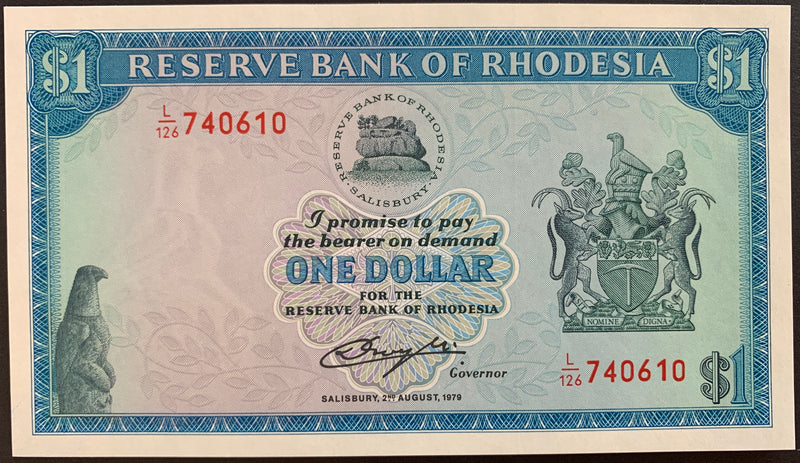 $1 RESERVE BANK OF RHODESIA $1
L/126 740610
RESERVE BANK OF RHODESIA
· SALISBURY ·
I promise to pay
the bearer on demand
ONE DOLLAR
FOR THE
RESERVE BANK OF RHODESIA
Governor
SALISBURY, 2ND AUGUST, 1979
NOMINE DIGNA
L/126 740610 $1